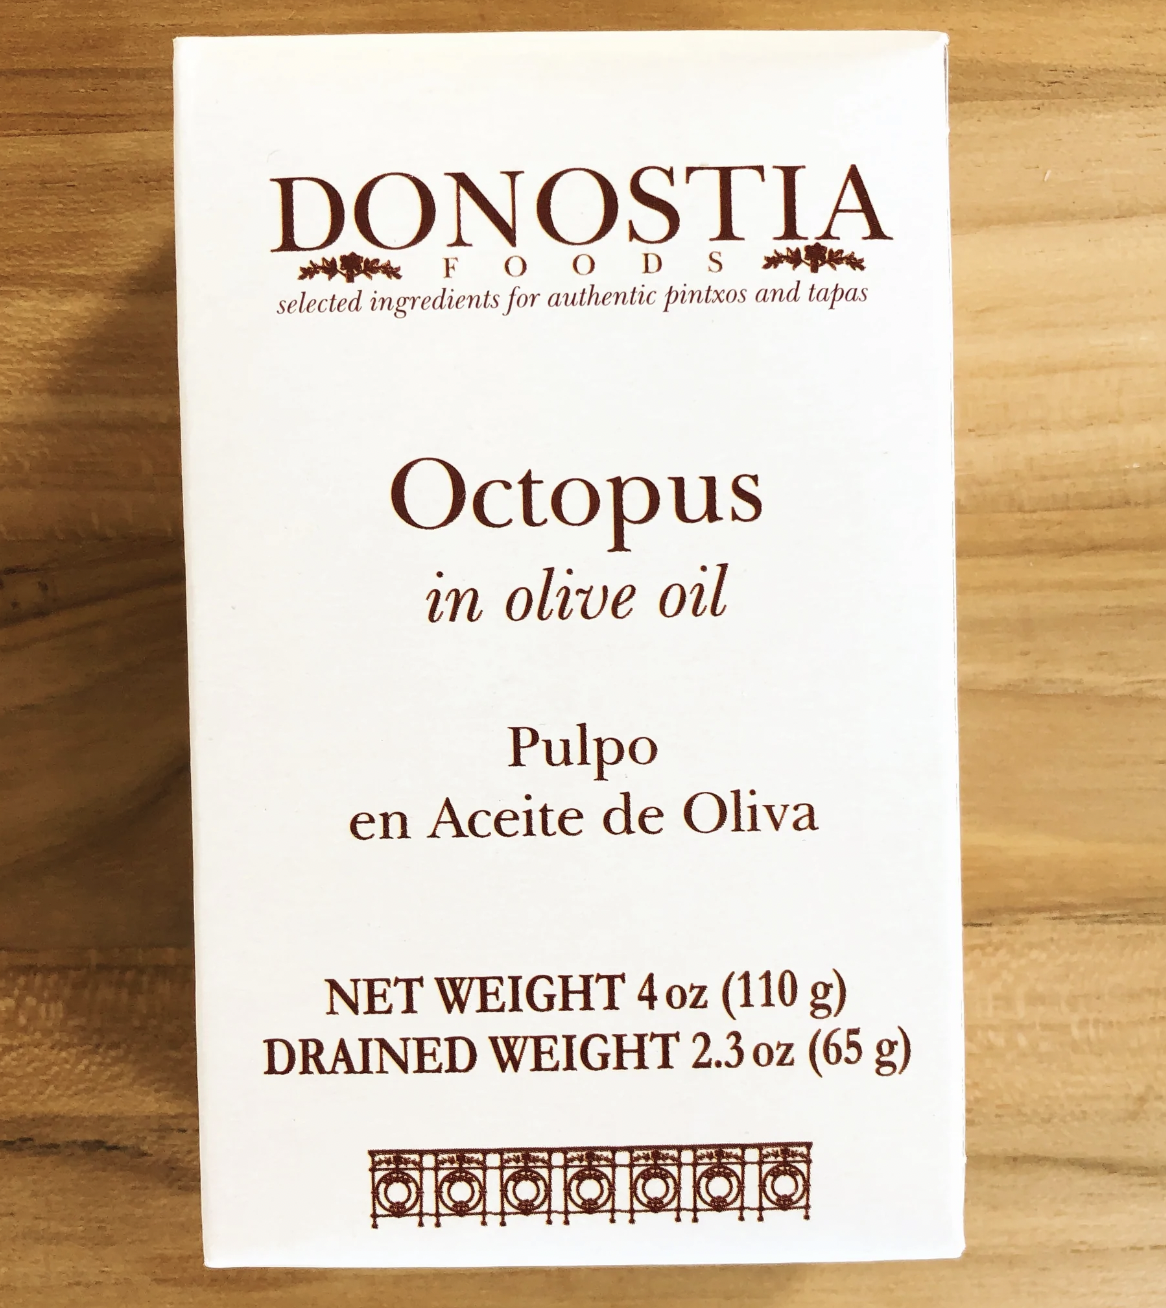 DONOSTIA
FOODS
selected ingredients for authentic pintxos and tapas
Octopus
in olive oil
Pulpo
en Aceite de Oliva
NET WEIGHT 4 oz (110 g)
DRAINED WEIGHT 2.3 oz (65 g)